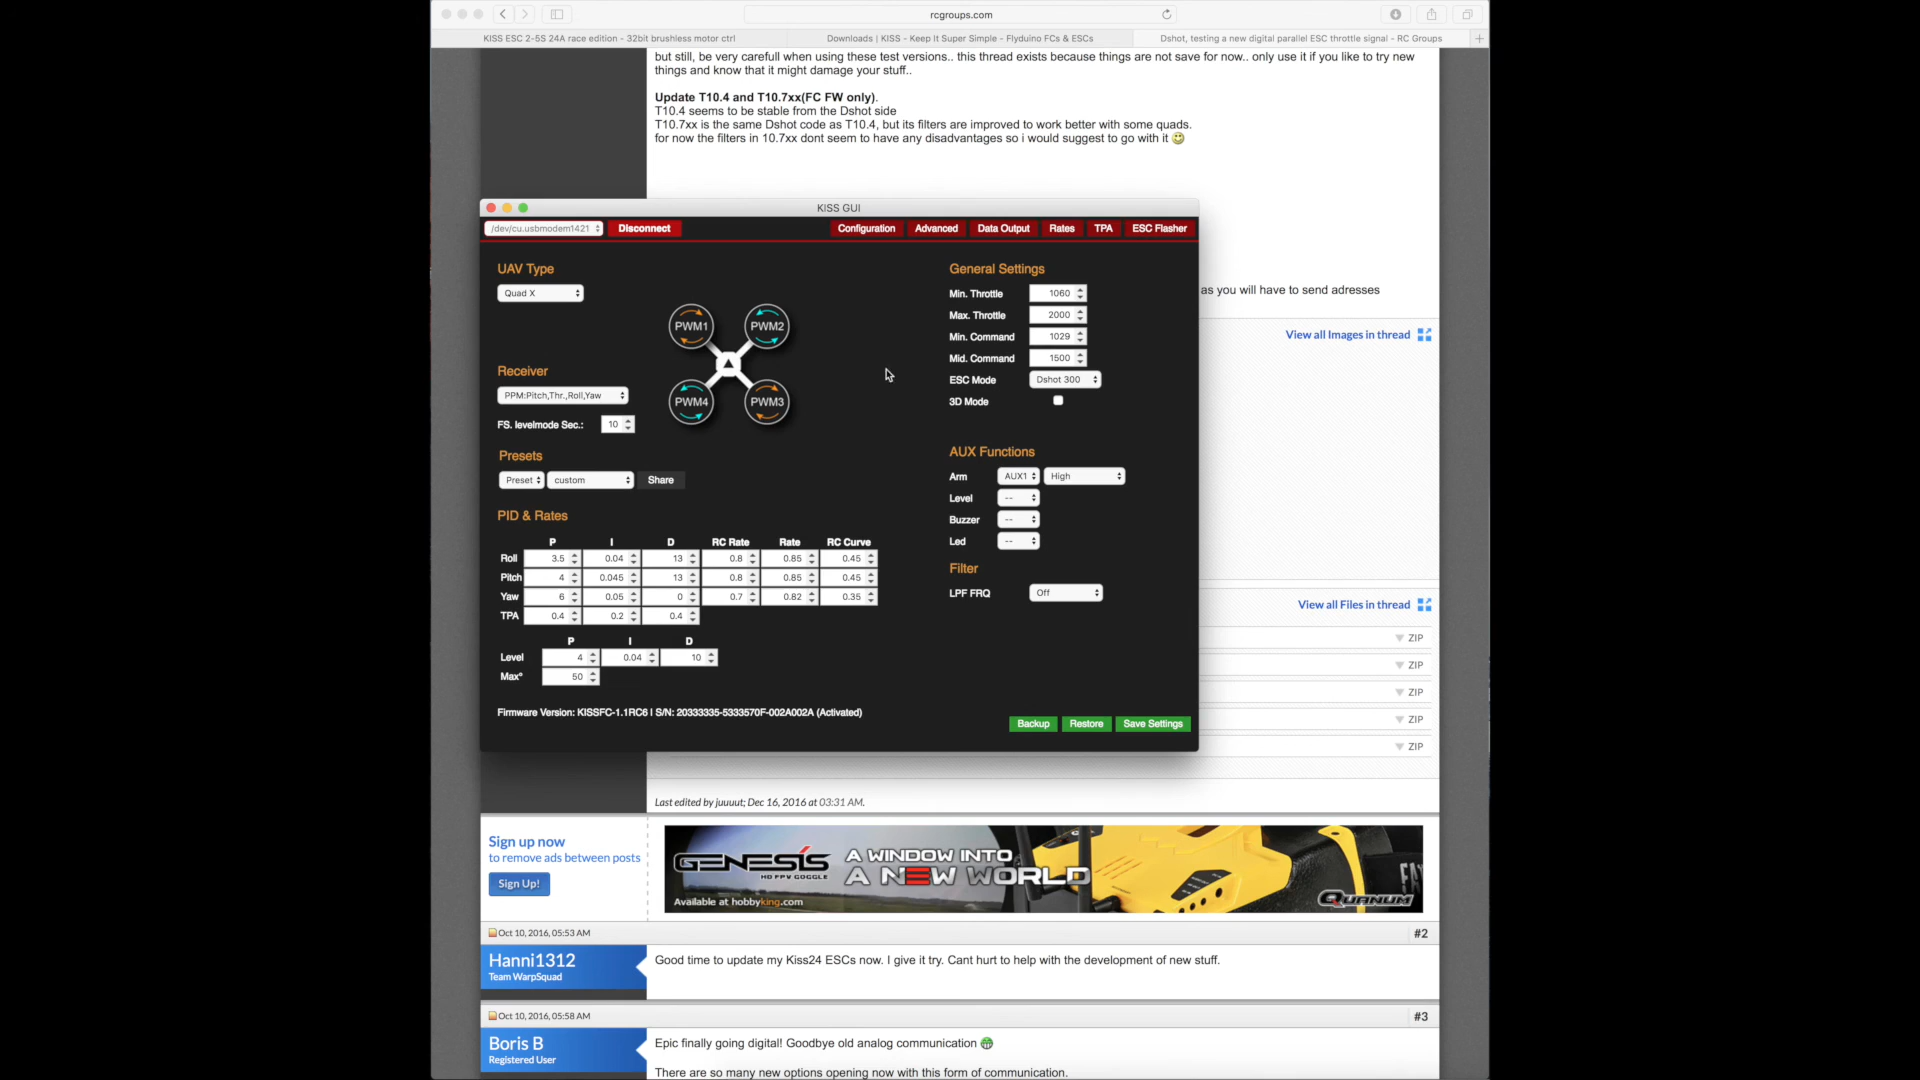 rcgroups.com
KISS ESC 2-5S 24A race edition - 32bit brushless motor ctrl
Downloads | KISS - Keep It Super Simple - Flyduino FCs & ESCs
Dshot, testing a new digital parallel ESC throttle signal - RC Groups
but still, be very carefull when using these test versions.. this thread exists because things are not save for now.. only use it if you like to try new
things and know that it might damage your stuff..
Update T10.4 and T10.7xx(FC FW only).
T10.4 seems to be stable from the Dshot side
T10.7xx is the same Dshot code as T10.4, but its filters are improved to work better with some quads.
for now the filters in 10.7xx dont seem to have any disadvantages so i would suggest to go with it
KISS GUI
/dev/cu.usbmodem1421
Disconnect
Configuration
Advanced
Data Output
Rates
TPA
ESC Flasher
UAV Type
Quad X
PWM1
PWM2
PWM4
PWM3
Receiver
PPM:Pitch,Thr.,Roll,Yaw
FS. levelmode Sec.: 10
Presets
Preset
custom
Share
PID & Rates
P I D RC Rate Rate RC Curve
Roll 3.5 0.04 13 0.8 0.85 0.45
Pitch 4 0.045 13 0.8 0.85 0.45
Yaw 6 0.05 0 0.7 0.82 0.35
TPA 0.4 0.2 0.4
P I D
Level 4 0.04 10
Max° 50
Firmware Version: KISSFC-1.1RC6 | S/N: 20333335-5333570F-002A002A (Activated)
General Settings
Min. Throttle 1060
Max. Throttle 2000
Min. Command 1029
Mid. Command 1500
ESC Mode Dshot 300
3D Mode
AUX Functions
Arm AUX1 High
Level --
Buzzer --
Led --
Filter
LPF FRQ Off
Backup
Restore
Save Settings
as you will have to send adresses
View all Images in thread
View all Files in thread
ZIP
ZIP
ZIP
ZIP
ZIP
Last edited by juuuut; Dec 16, 2016 at 03:31 AM.
Sign up now
to remove ads between posts
Sign Up!
GENESIS
HD FPV GOGGLE
A WINDOW INTO
A NEW WORLD
Available at hobbyking.com
QUANUM
Oct 10, 2016, 05:53 AM
#2
Hanni1312
Team WarpSquad
Good time to update my Kiss24 ESCs now. I give it try. Cant hurt to help with the development of new stuff.
Oct 10, 2016, 05:58 AM
#3
Boris B
Registered User
Epic finally going digital! Goodbye old analog communication
There are so many new options opening now with this form of communication.